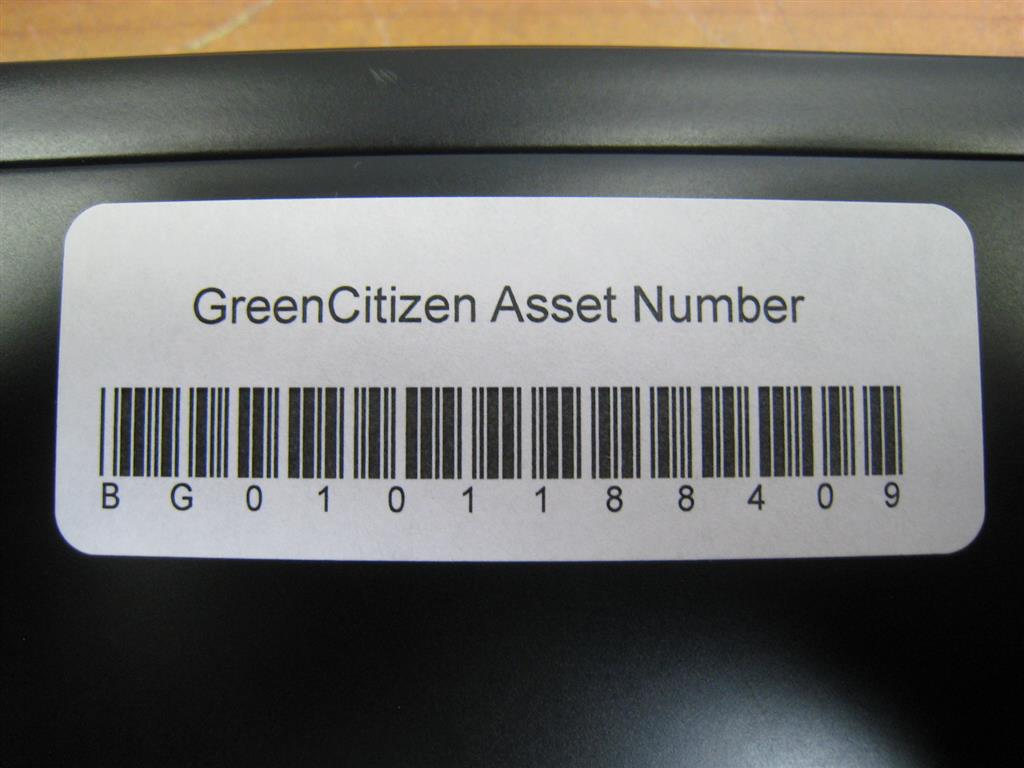 GreenCitizen Asset Number
B G 0 1 0 1 1 8 8 4 0 9